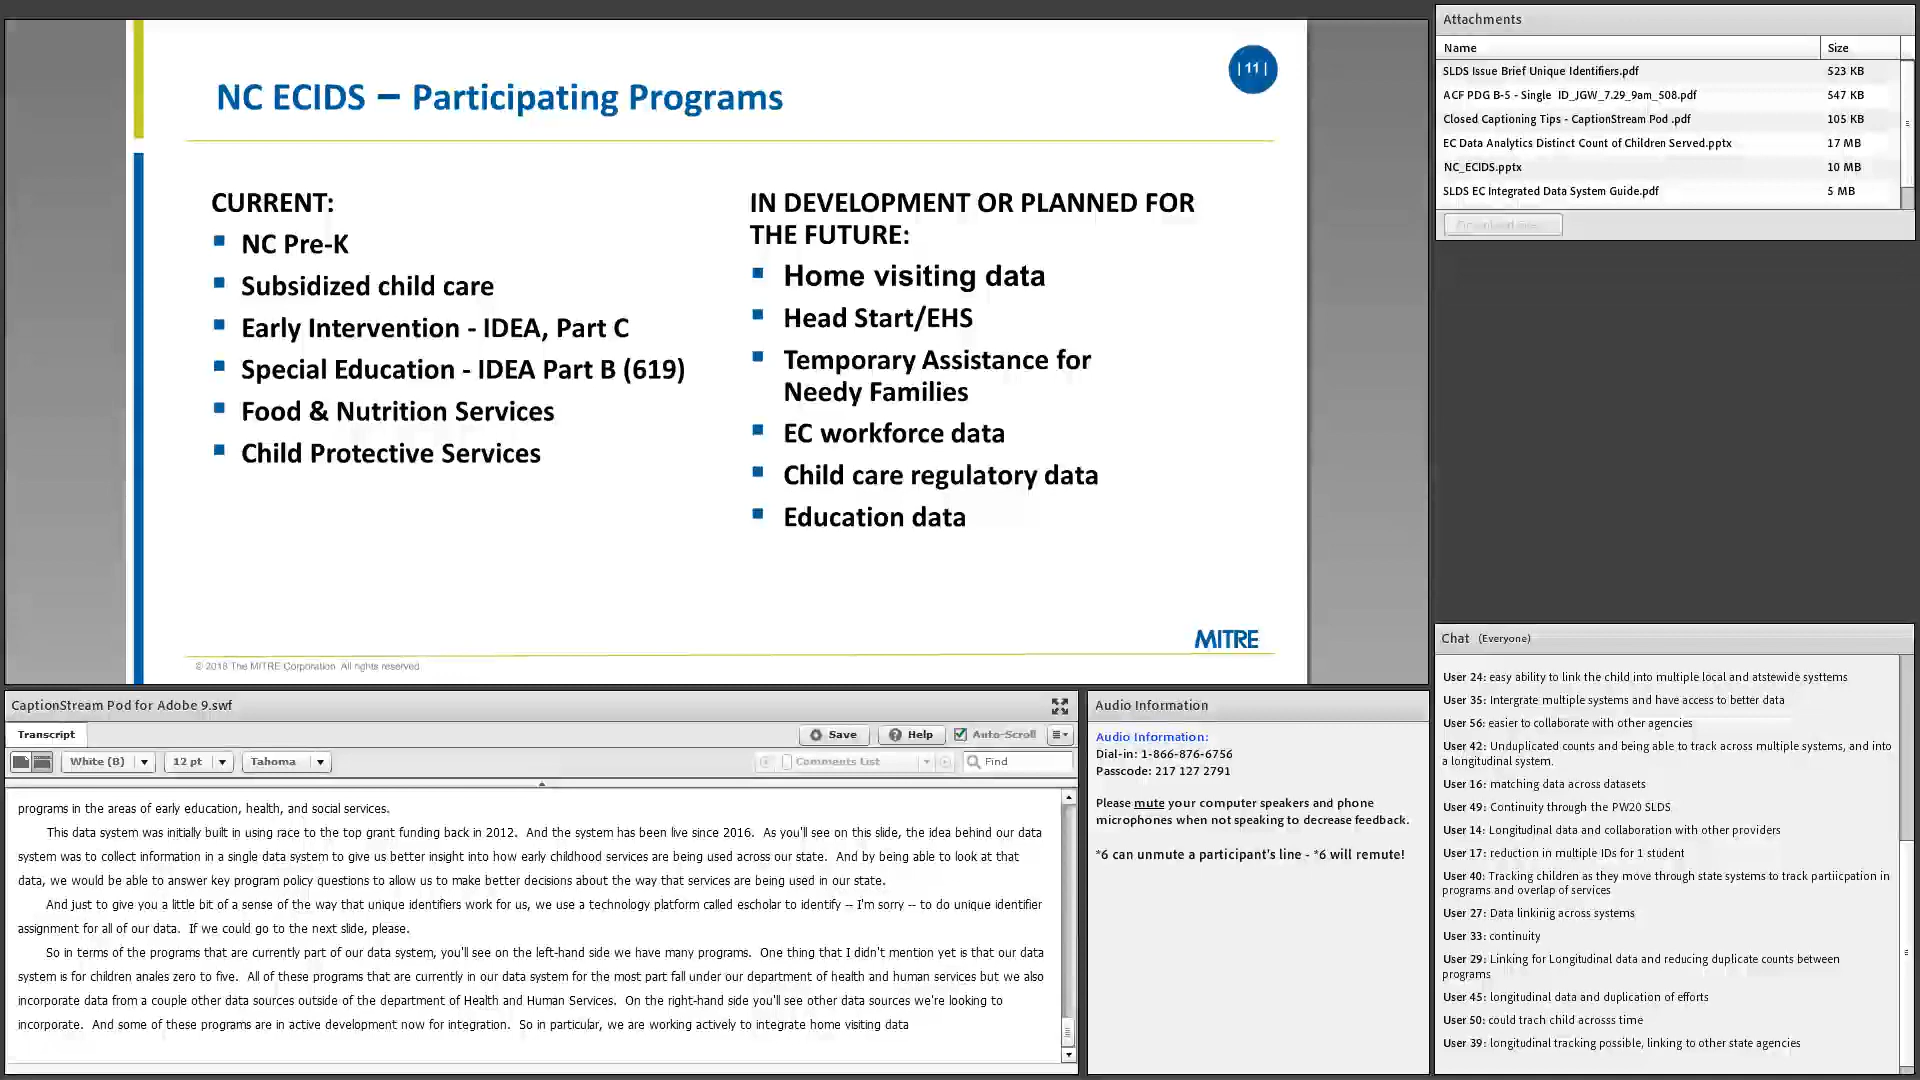 NC ECIDS – Participating Programs
| 11 |
CURRENT:
NC Pre-K
Subsidized child care
Early Intervention - IDEA, Part C
Special Education - IDEA Part B (619)
Food & Nutrition Services
Child Protective Services
IN DEVELOPMENT OR PLANNED FOR
THE FUTURE:
Home visiting data
Head Start/EHS
Temporary Assistance for
Needy Families
EC workforce data
Child care regulatory data
Education data
MITRE
© 2018 The MITRE Corporation. All rights reserved.
Attachments
Name Size
SLDS Issue Brief Unique Identifiers.pdf 523 KB
ACF PDG B-5 - Single ID_JGW_7.29_9am_508.pdf 547 KB
Closed Captioning Tips - CaptionStream Pod .pdf 105 KB
EC Data Analytics Distinct Count of Children Served.pptx 17 MB
NC_ECIDS.pptx 10 MB
SLDS EC Integrated Data System Guide.pdf 5 MB
CaptionStream Pod for Adobe 9.swf
Transcript Save Help Auto-Scroll
White (8) 12 pt Tahoma Comments List Find
programs in the areas of early education, health, and social services.
This data system was initially built in using race to the top grant funding back in 2012. And the system has been live since 2016. As you'll see on this slide, the idea behind our data
system was to collect information in a single data system to give us better insight into how early childhood services are being used across our state. And by being able to look at that
data, we would be able to answer key program policy questions to allow us to make better decisions about the way that services are being used in our state.
And just to give you a little bit of a sense of the way that unique identifiers work for us, we use a technology platform called escholar to identify -- I'm sorry -- to do unique identifier
assignment for all of our data. If we could go to the next slide, please.
So in terms of the programs that are currently part of our data system, you'll see on the left-hand side we have many programs. One thing that I didn't mention yet is that our data
system is for children anales zero to five. All of these programs that are currently in our data system for the most part fall under our department of health and human services but we also
incorporate data from a couple other data sources outside of the department of Health and Human Services. On the right-hand side you'll see other data sources we're looking to
incorporate. And some of these programs are in active development now for integration. So in particular, we are working actively to integrate home visiting data
Audio Information
Audio Information:
Dial-in: 1-866-876-6756
Passcode: 217 127 2791
Please mute your computer speakers and phone
microphones when not speaking to decrease feedback.
*6 can unmute a participant's line - *6 will remute!
Chat (Everyone)
User 24: easy ability to link the child into multiple local and atstewide systtems
User 35: Intergrate multiple systems and have access to better data
User 56: easier to collaborate with other agencies
User 42: Unduplicated counts and being able to track across multiple systems, and into
a longitudinal system.
User 16: matching data across datasets
User 49: Continuity through the PW20 SLDS
User 14: Longitudinal data and collaboration with other providers
User 17: reduction in multiple IDs for 1 student
User 40: Tracking children as they move through state systems to track partiicpation in
programs and overlap of services
User 27: Data linkinig across systems
User 33: continuity
User 29: Linking for Longitudinal data and reducing duplicate counts between
programs
User 45: longitudinal data and duplication of efforts
User 50: could trach child acrosss time
User 39: longitudinal tracking possible, linking to other state agencies